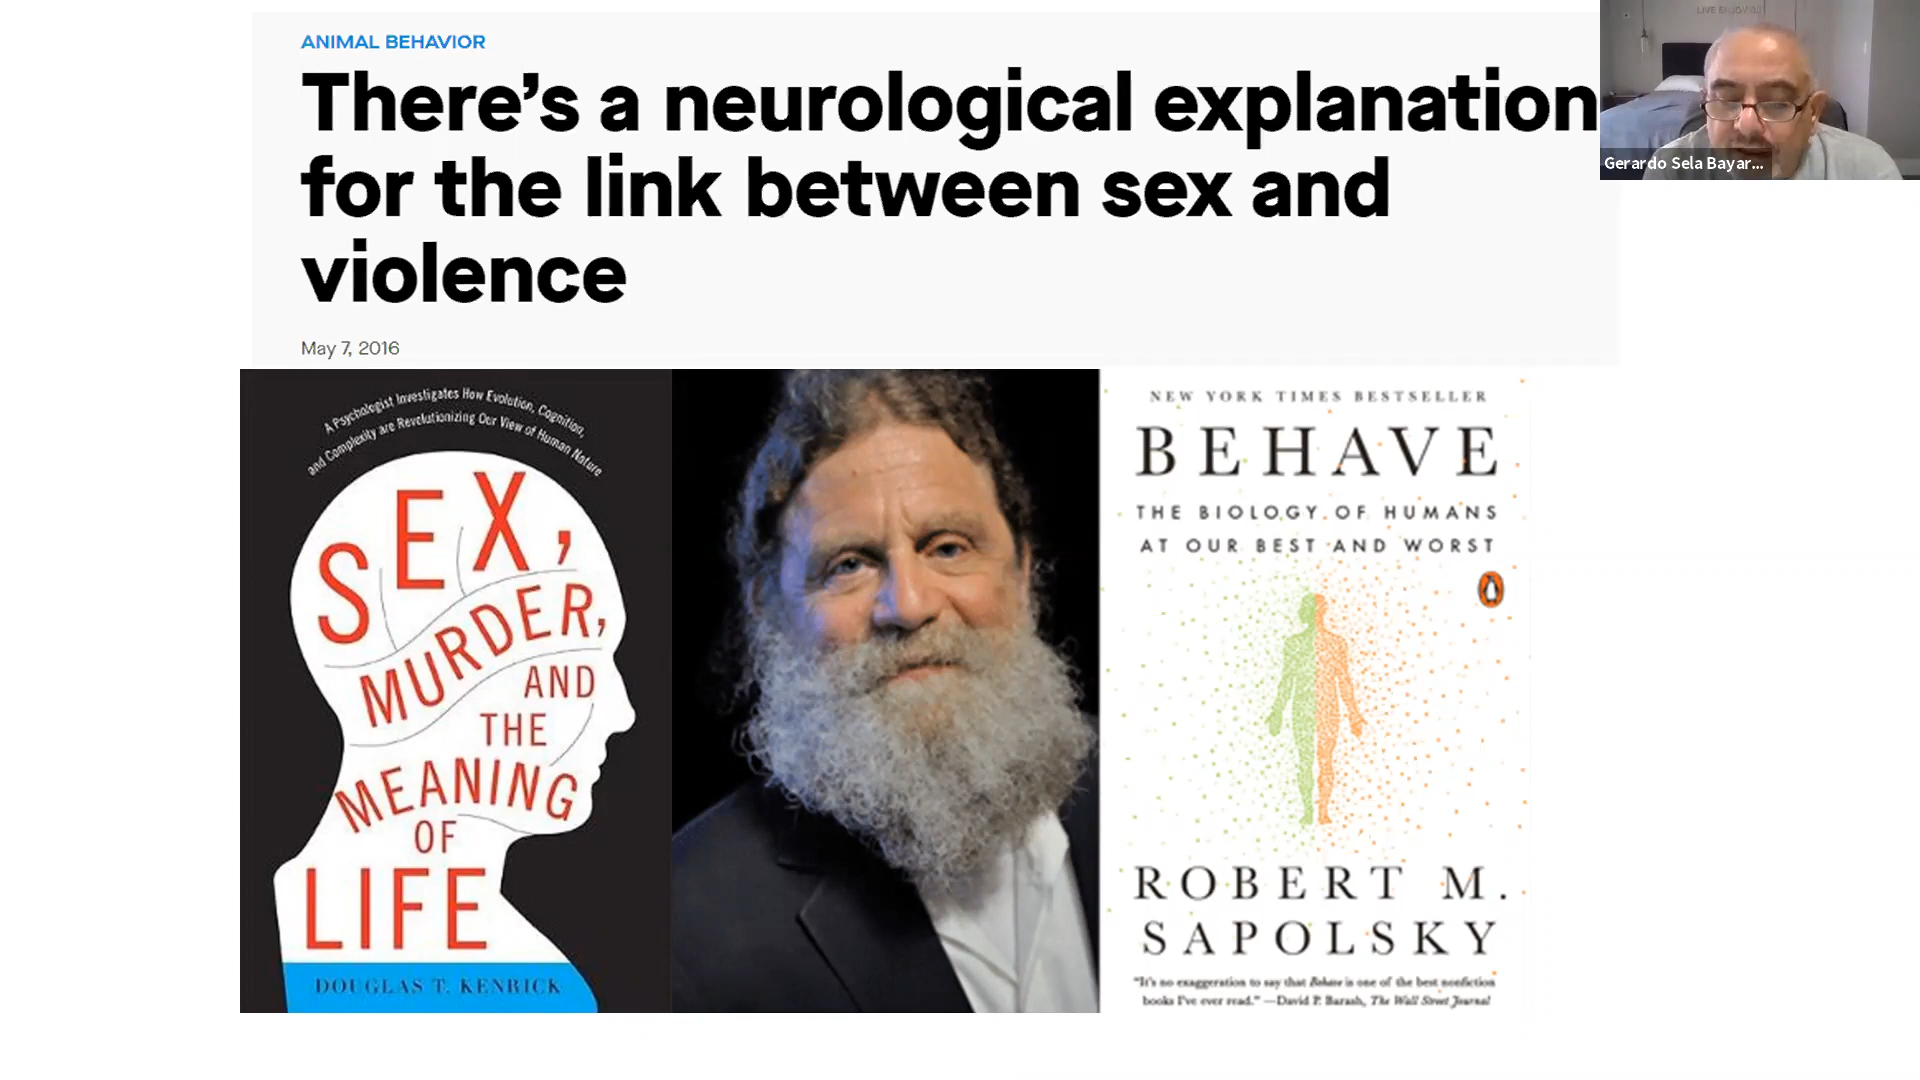 ANIMAL BEHAVIOR
There’s a neurological explanation
for the link between sex and
violence
May 7, 2016
LIVE ENJOY
Gerardo Sela Bayar...
A Psychologist Investigates How Evolution, Cognition,
and Complexity are Revolutionizing Our View of Human Nature
SEX,
MURDER,
AND
THE
MEANING
OF
LIFE
DOUGLAS T. KENRICK
NEW YORK TIMES BESTSELLER
BEHAVE
THE BIOLOGY OF HUMANS
AT OUR BEST AND WORST
ROBERT M.
SAPOLSKY
“It’s no exaggeration to say that Behave is one of the best nonfiction
books I’ve ever read.” —David P. Barash, The Wall Street Journal